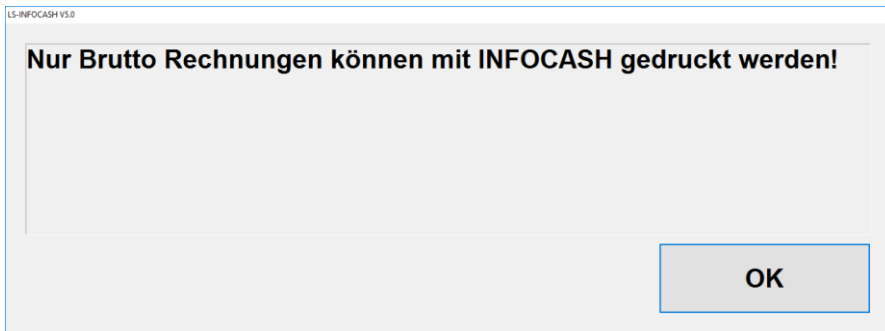 LS-INFOCASH V5.0
Nur Brutto Rechnungen können mit INFOCASH gedruckt werden!
OK